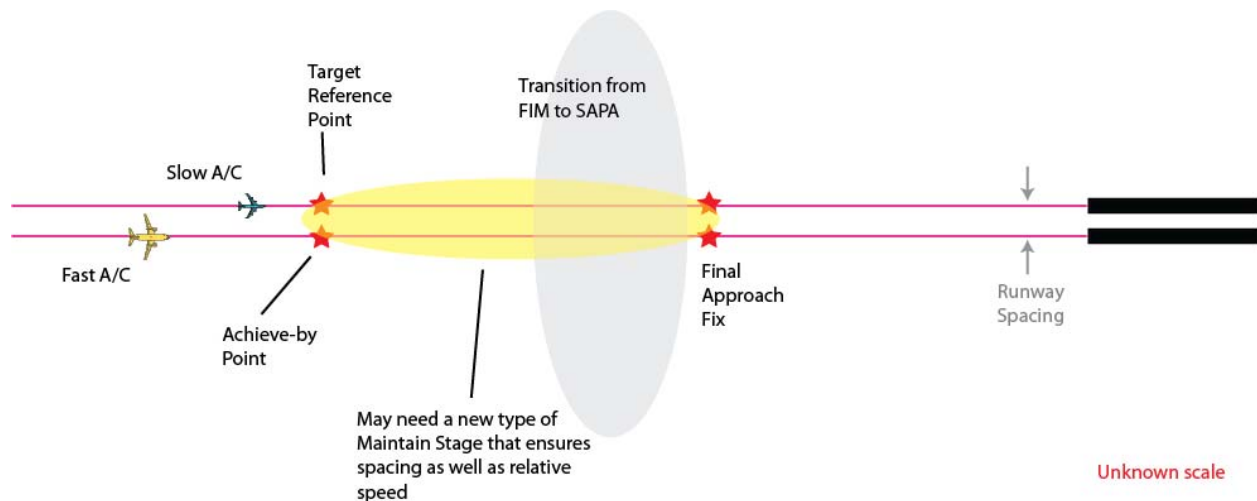 Target
Reference
Point
Transition from
FIM to SAPA
Slow A/C
Fast A/C
Achieve-by
Point
Final
Approach
Fix
Runway
Spacing
May need a new type of
Maintain Stage that ensures
spacing as well as relative
speed
Unknown scale